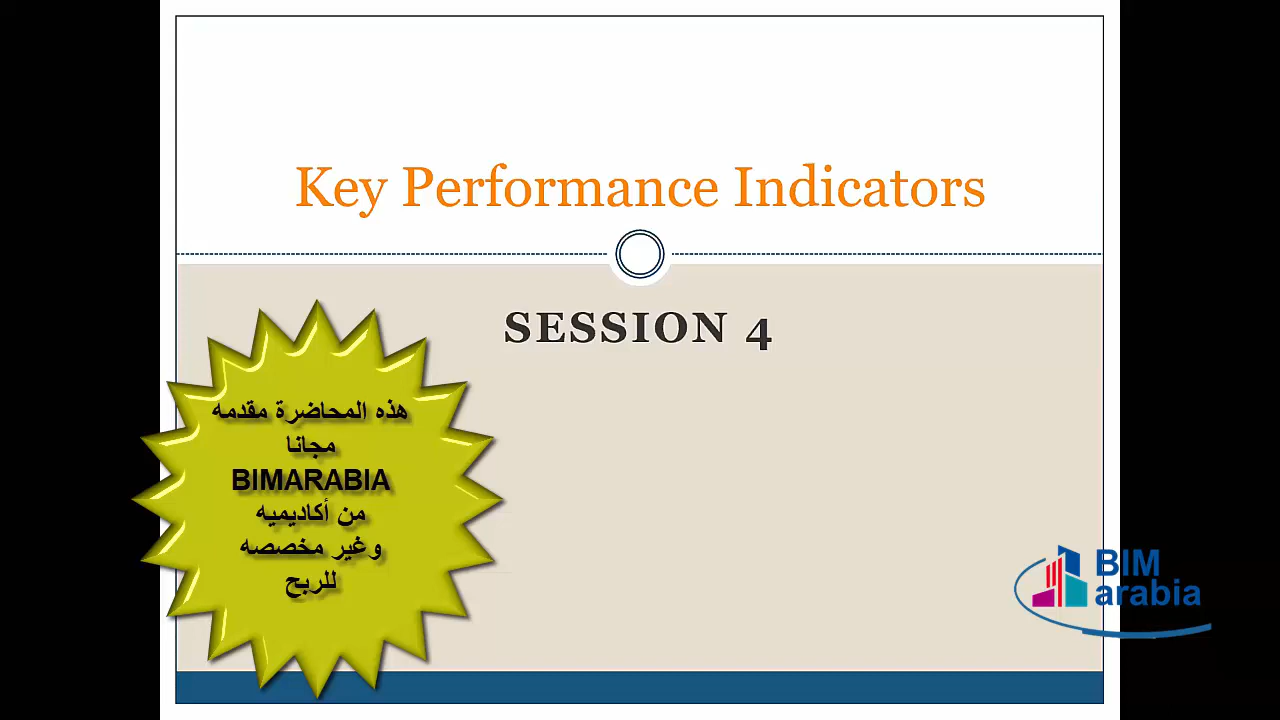 Key Performance Indicators
SESSION 4
هذه المحاضرة مقدمه
مجانا
BIMARABIA
من أكاديميه
وغير مخصصه
للربح
BIM
arabia